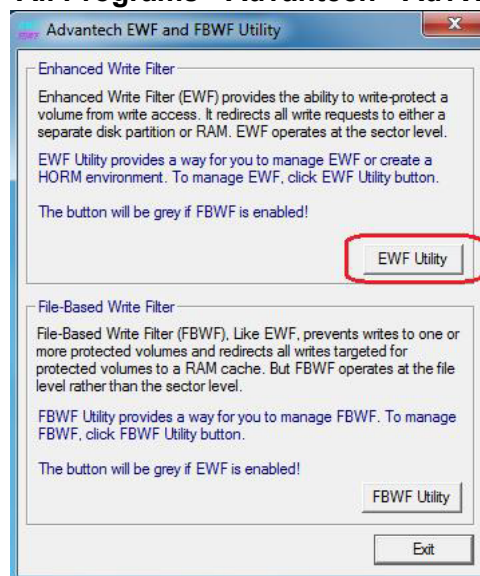 Advantech EWF and FBWF Utility
Enhanced Write Filter
Enhanced Write Filter (EWF) provides the ability to write-protect a
volume from write access. It redirects all write requests to either a
separate disk partition or RAM. EWF operates at the sector level.
EWF Utility provides a way for you to manage EWF or create a
HORM environment. To manage EWF, click EWF Utility button.
The button will be grey if FBWF is enabled!
EWF Utility
File-Based Write Filter
File-Based Write Filter (FBWF), Like EWF, prevents writes to one or
more protected volumes and redirects all writes targeted for
protected volumes to a RAM cache. But FBWF operates at the file
level rather than the sector level.
FBWF Utility provides a way for you to manage FBWF. To manage
FBWF, click FBWF Utility button.
The button will be grey if EWF is enabled!
FBWF Utility
Exit